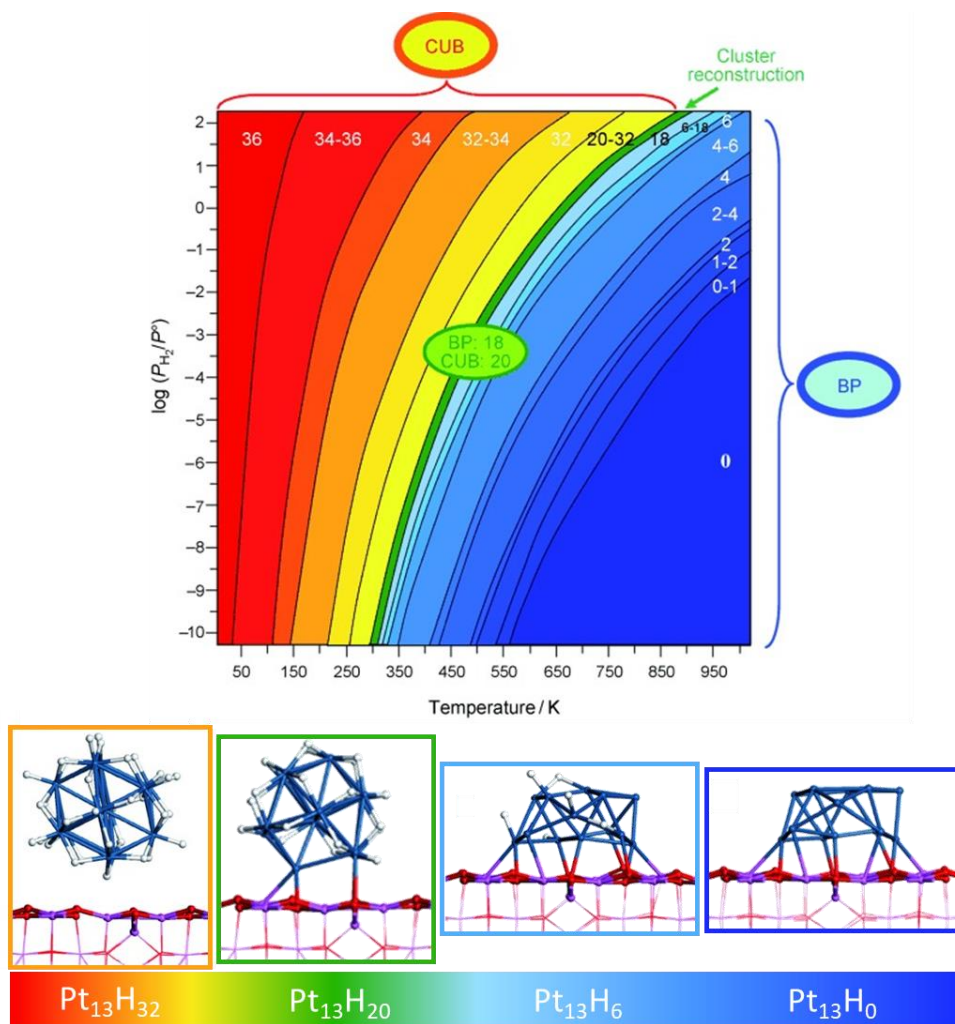 CUB
Cluster
reconstruction
2
1
0
–1
–2
–3
–4
–5
–6
–7
–8
–9
–10
log (P_H₂/P°)
36
34-36
34
32-34
32
20-32
18
6-18
6
4-6
4
2-4
2
1-2
0-1
0
BP: 18
CUB: 20
BP
50 150 250 350 450 550 650 750 850 950
Temperature / K
Pt₁₃H₃₂ Pt₁₃H₂₀ Pt₁₃H₆ Pt₁₃H₀